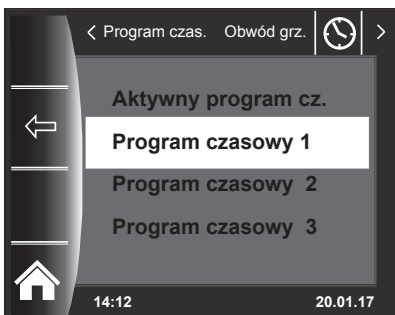 Program czas. Obwód grz.
Aktywny program cz.
Program czasowy 1
Program czasowy 2
Program czasowy 3
14:12 20.01.17